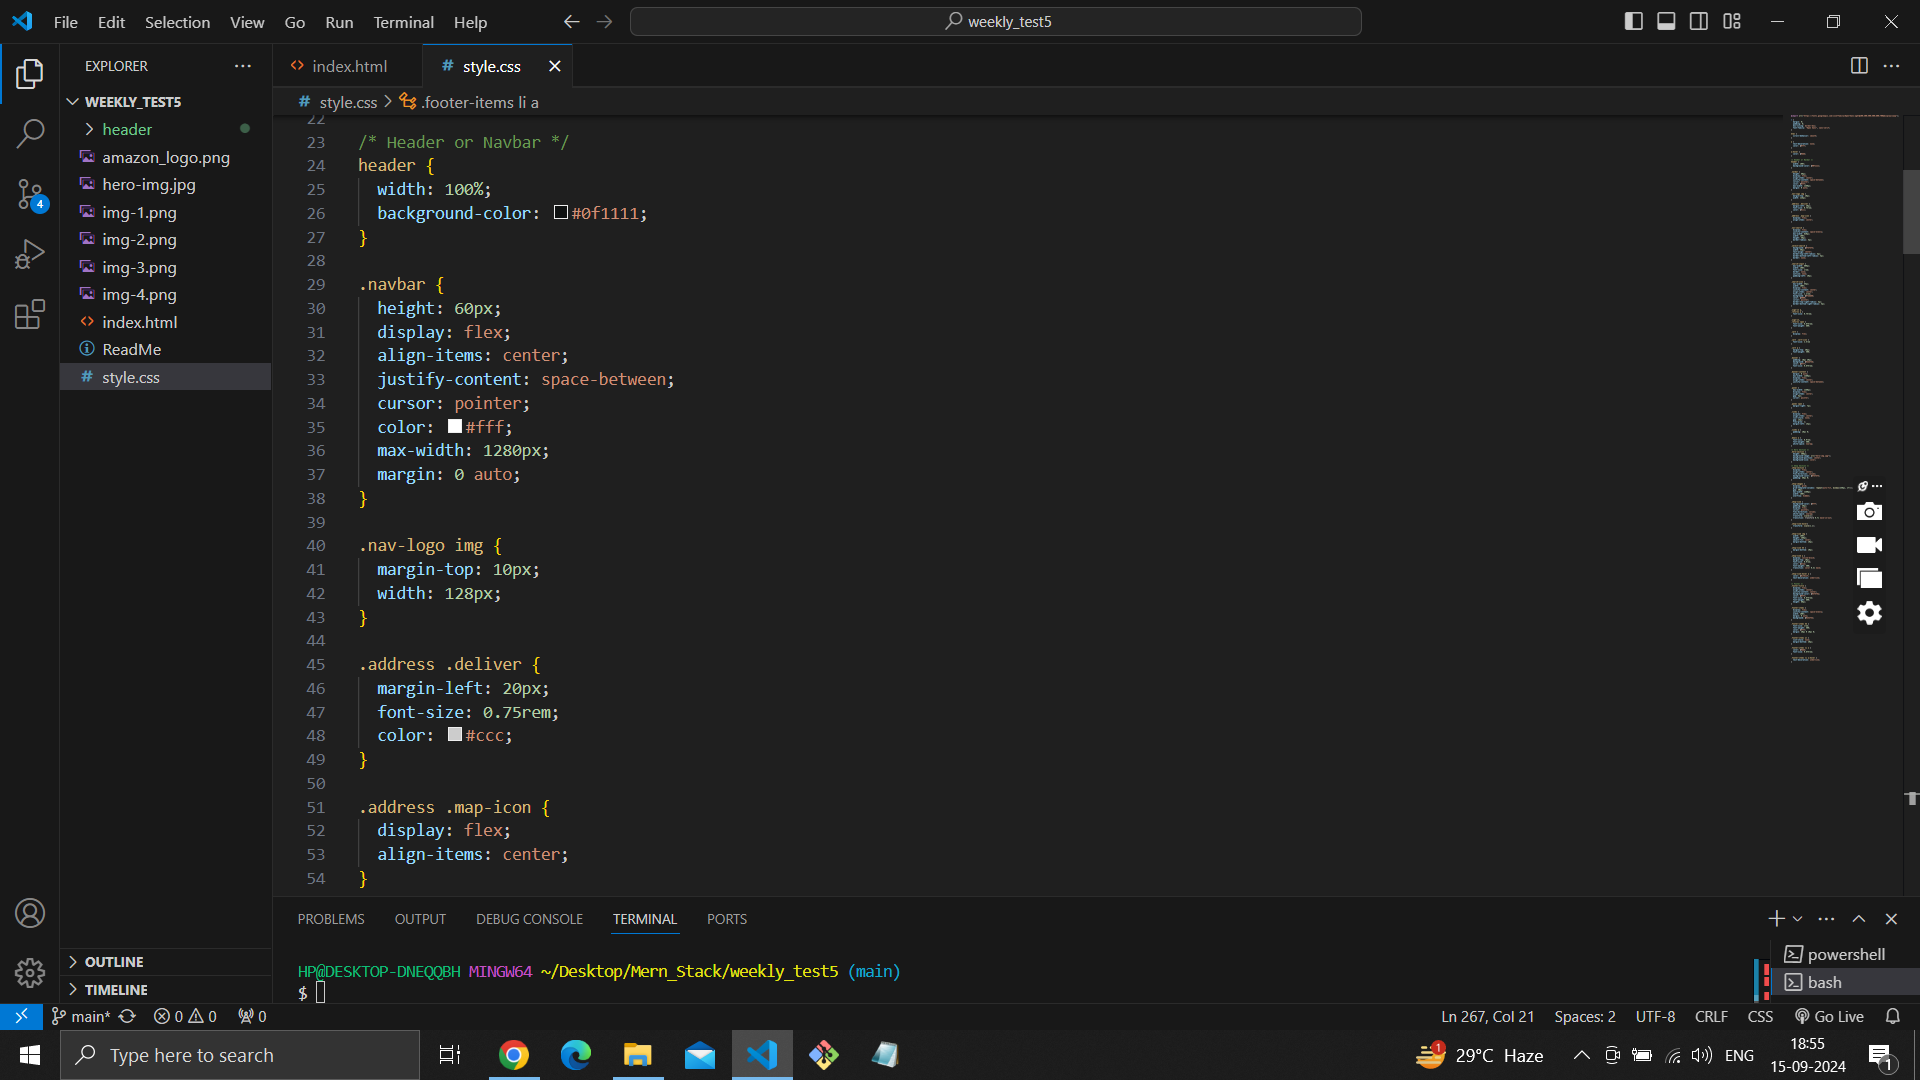 File Edit Selection View Go Run Terminal Help
weekly_test5
EXPLORER
WEEKLY_TEST5
header
amazon_logo.png
hero-img.jpg
img-1.png
img-2.png
img-3.png
img-4.png
index.html
ReadMe
style.css
OUTLINE
TIMELINE
4
index.html
style.css
style.css > .footer-items li a
22
23 /* Header or Navbar */
24 header {
25 width: 100%;
26 background-color: #0f1111;
27 }
28
29 .navbar {
30 height: 60px;
31 display: flex;
32 align-items: center;
33 justify-content: space-between;
34 cursor: pointer;
35 color: #fff;
36 max-width: 1280px;
37 margin: 0 auto;
38 }
39
40 .nav-logo img {
41 margin-top: 10px;
42 width: 128px;
43 }
44
45 .address .deliver {
46 margin-left: 20px;
47 font-size: 0.75rem;
48 color: #ccc;
49 }
50
51 .address .map-icon {
52 display: flex;
53 align-items: center;
54 }
PROBLEMS OUTPUT DEBUG CONSOLE TERMINAL PORTS
HP@DESKTOP-DNEQQBH MINGW64 ~/Desktop/Mern_Stack/weekly_test5 (main)
$
powershell
bash
main* 0 0 0
Ln 267, Col 21 Spaces: 2 UTF-8 CRLF CSS Go Live
Type here to search
1
29°C Haze
ENG
18:55
15-09-2024
1